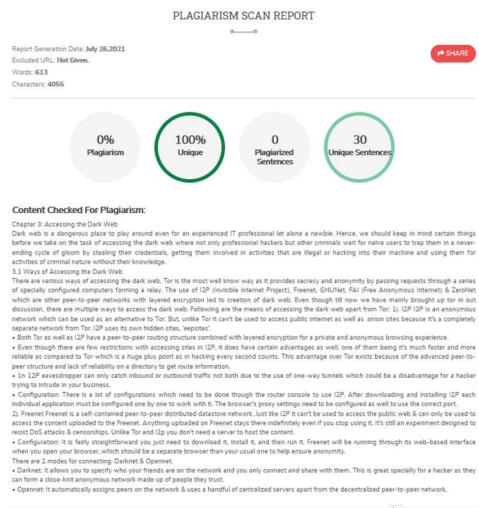 PLAGIARISM SCAN REPORT
Report Generation Date: July 26,2021
Excluded URL: Not Given.
Words: 613
Characters: 4055
SHARE
0%
Plagiarism
100%
Unique
0
Plagiarized
Sentences
30
Unique Sentences
Content Checked For Plagiarism:
Chapter 3: Accessing the Dark Web
Dark web is a dangerous place to play around even for an experienced IT professional let alone a newbie. Hence, we should keep in mind certain things
before we take on the task of accessing the dark web where not only professional hackers but other criminals wait for naive users to trap them in a never-
ending cycle of gloom by stealing their credentials, getting them involved in activities that are illegal or hacking into their machine and using them for
activities of criminal nature without their knowledge.
3.1 Ways of Accessing the Dark Web
There are various ways of accessing the dark web, Tor is the most well know way as it provides secrecy and anonymity by passing requests through a series
of specially configured computers forming a relay. The use of I2P (Invisible Internet Project), Freenet, GNUNet, FAI (Free Anonymous Internet) & ZeroNet
which are other peer-to-peer networks with layered encryption led to creation of dark web. Even though till now we have mainly brought up tor in out
discussion, there are multiple ways to access the dark web. Following are the means of accessing the dark web apart from Tor: 1). I2P I2P is an anonymous
network which can be used as an alternative to Tor. But, unlike Tor it can't be used to access public internet as well as .onion sites because it's a completely
separate network from Tor. I2P uses its own hidden sites, 'eepsites'.
• Both Tor as well as I2P have a peer-to-peer routing structure combined with layered encryption for a private and anonymous browsing experience.
• Even though there are few restrictions with accessing sites in I2P, it does have certain advantages as well, one of them being it's much faster and more
reliable as compared to Tor which is a huge plus point as in hacking every second counts. This advantage over Tor exists because of the advanced peer-to-
peer structure and lack of reliability on a directory to get route information.
• In I2P eavesdropper can only catch inbound or outbound traffic not both due to the use of one-way tunnels which could be a disadvantage for a hacker
trying to intrude in your business.
• Configuration: There is a lot of configurations which need to be done though the router console to use I2P. After downloading and installing I2P each
individual application must be configured one by one to work with it. The browser's proxy settings need to be configured as well to use the correct port.
2). Freenet Freenet is a self-contained peer-to-peer distributed datastore network. Just like I2P it can't be used to access the public web & can only be used to
access the content uploaded to the Freenet. Anything uploaded on Freenet stays there indefinitely even if you stop using it. It's still an experiment designed to
resist DoS attacks & censorships. Unlike Tor and I2p you don't need a server to host the content.
• Configuration: It is fairly straightforward you just need to download it, install it, and then run it. Freenet will be running through its web-based interface
when you open your browser, which should be a separate browser than your usual one to help ensure anonymity.
There are 2 modes for connecting: Darknet & Opennet.
• Darknet: It allows you to specify who your friends are on the network and you only connect and share with them. This is great specially for a hacker as they
can form a close-knit anonymous network made up of people they trust.
• Opennet: It automatically assigns peers on the network & uses a handful of centralized servers apart from the decentralized peer-to-peer network.